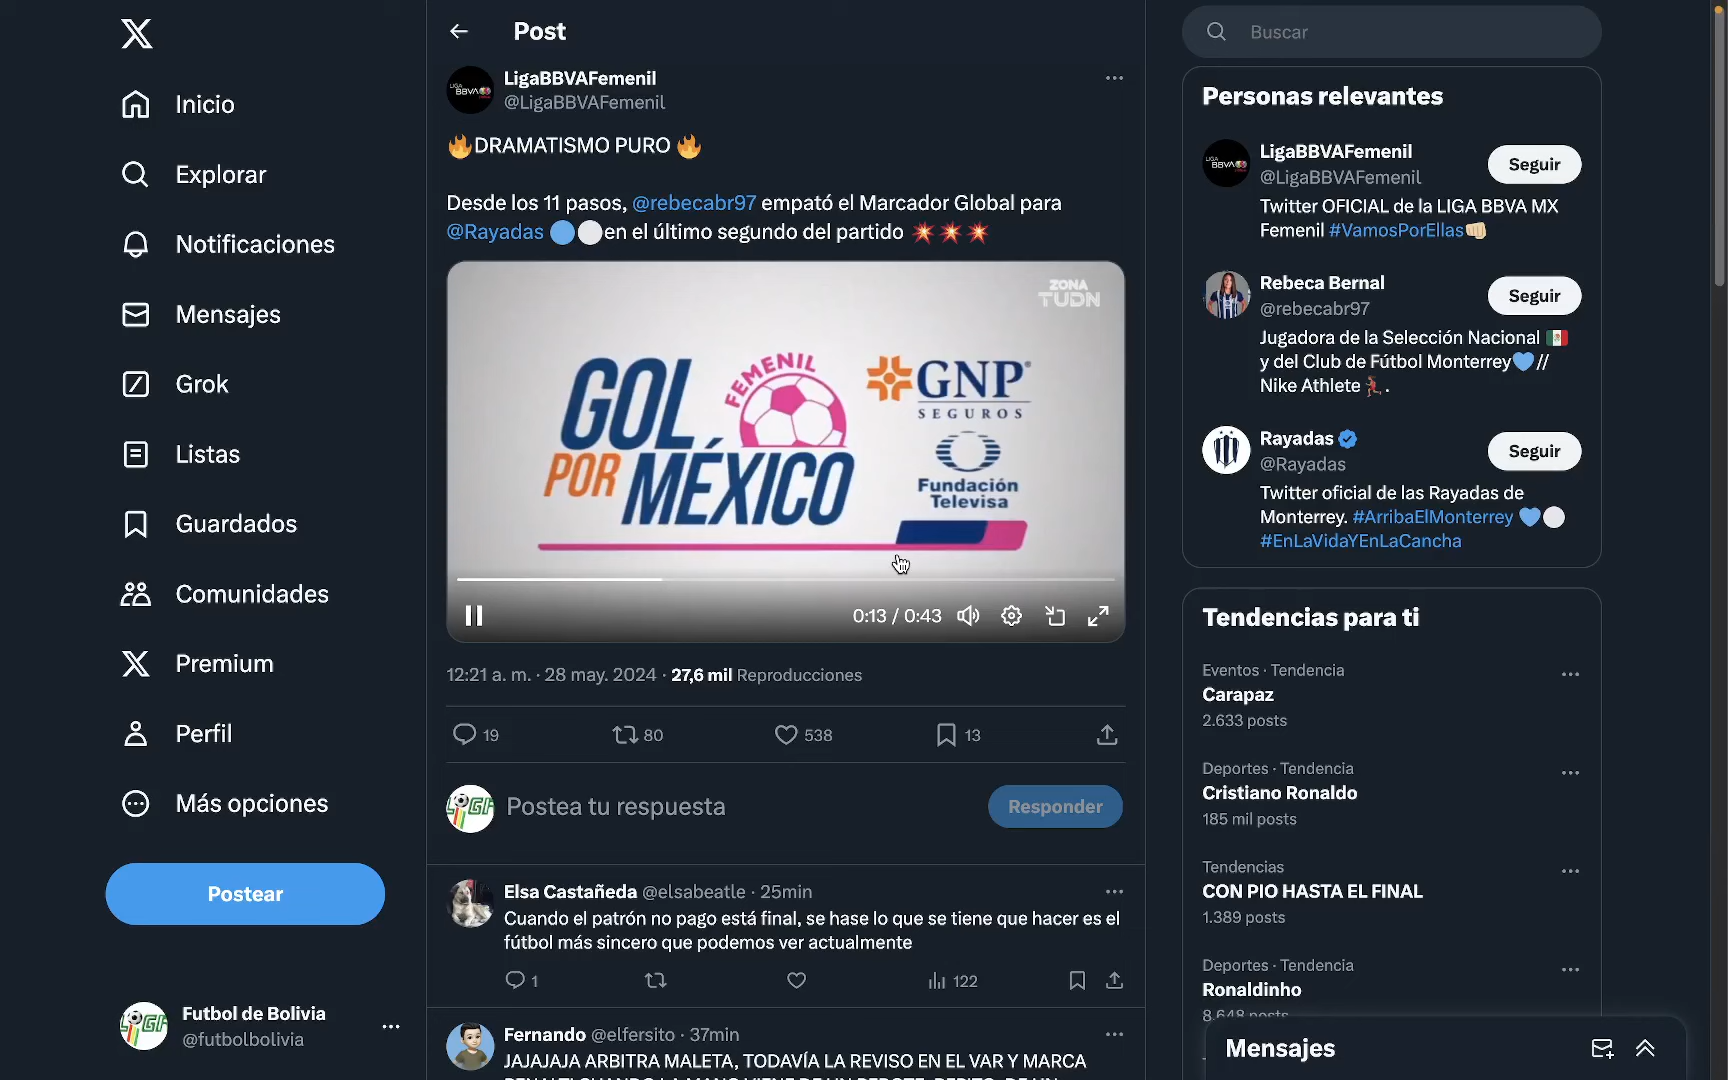 Inicio
Explorar
Notificaciones
Mensajes
Grok
Listas
Guardados
Comunidades
Premium
Perfil
Más opciones
Postear
Futbol de Bolivia
@futbolbolivia
Post
LigaBBVAFemenil
@LigaBBVAFemenil
🔥DRAMATISMO PURO 🔥
Desde los 11 pasos, @rebecabr97 empató el Marcador Global para
@Rayadas 🔵⚪en el último segundo del partido 💥💥💥
ZONA
TUDN
GOL
POR MÉXICO
FEMENIL
GNP®
SEGUROS
Fundación
Televisa
0:13 / 0:43
12:21 a. m. · 28 may. 2024 · 27,6 mil Reproducciones
19 80 538 13
Postea tu respuesta
Responder
Elsa Castañeda @elsabeatle · 25min
Cuando el patrón no pago está final, se hase lo que se tiene que hacer es el
fútbol más sincero que podemos ver actualmente
1 122
Fernando @elfersito · 37min
JAJAJAJA ARBITRA MALETA, TODAVÍA LA REVISO EN EL VAR Y MARCA
Buscar
Personas relevantes
LigaBBVAFemenil
@LigaBBVAFemenil
Seguir
Twitter OFICIAL de la LIGA BBVA MX
Femenil #VamosPorEllas👊🏼
Rebeca Bernal
@rebecabr97
Seguir
Jugadora de la Selección Nacional 🇲🇽
y del Club de Fútbol Monterrey💙 //
Nike Athlete🏃🏾‍♀️.
Rayadas
@Rayadas
Seguir
Twitter oficial de las Rayadas de
Monterrey. #ArribaElMonterrey 💙⚪
#EnLaVidaYEnLaCancha
Tendencias para ti
Eventos · Tendencia
Carapaz
2.633 posts
Deportes · Tendencia
Cristiano Ronaldo
185 mil posts
Tendencias
CON PIO HASTA EL FINAL
1.389 posts
Deportes · Tendencia
Ronaldinho
8.648 posts
Mensajes